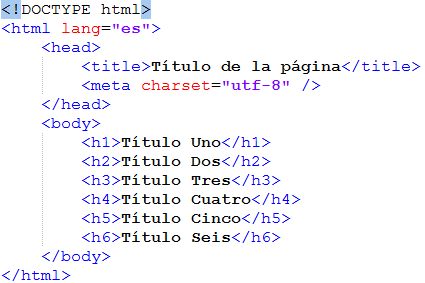 <!DOCTYPE html>
<html lang="es">
<head>
<title>Título de la página</title>
<meta charset="utf-8" />
</head>
<body>
<h1>Título Uno</h1>
<h2>Título Dos</h2>
<h3>Título Tres</h3>
<h4>Título Cuatro</h4>
<h5>Título Cinco</h5>
<h6>Título Seis</h6>
</body>
</html>